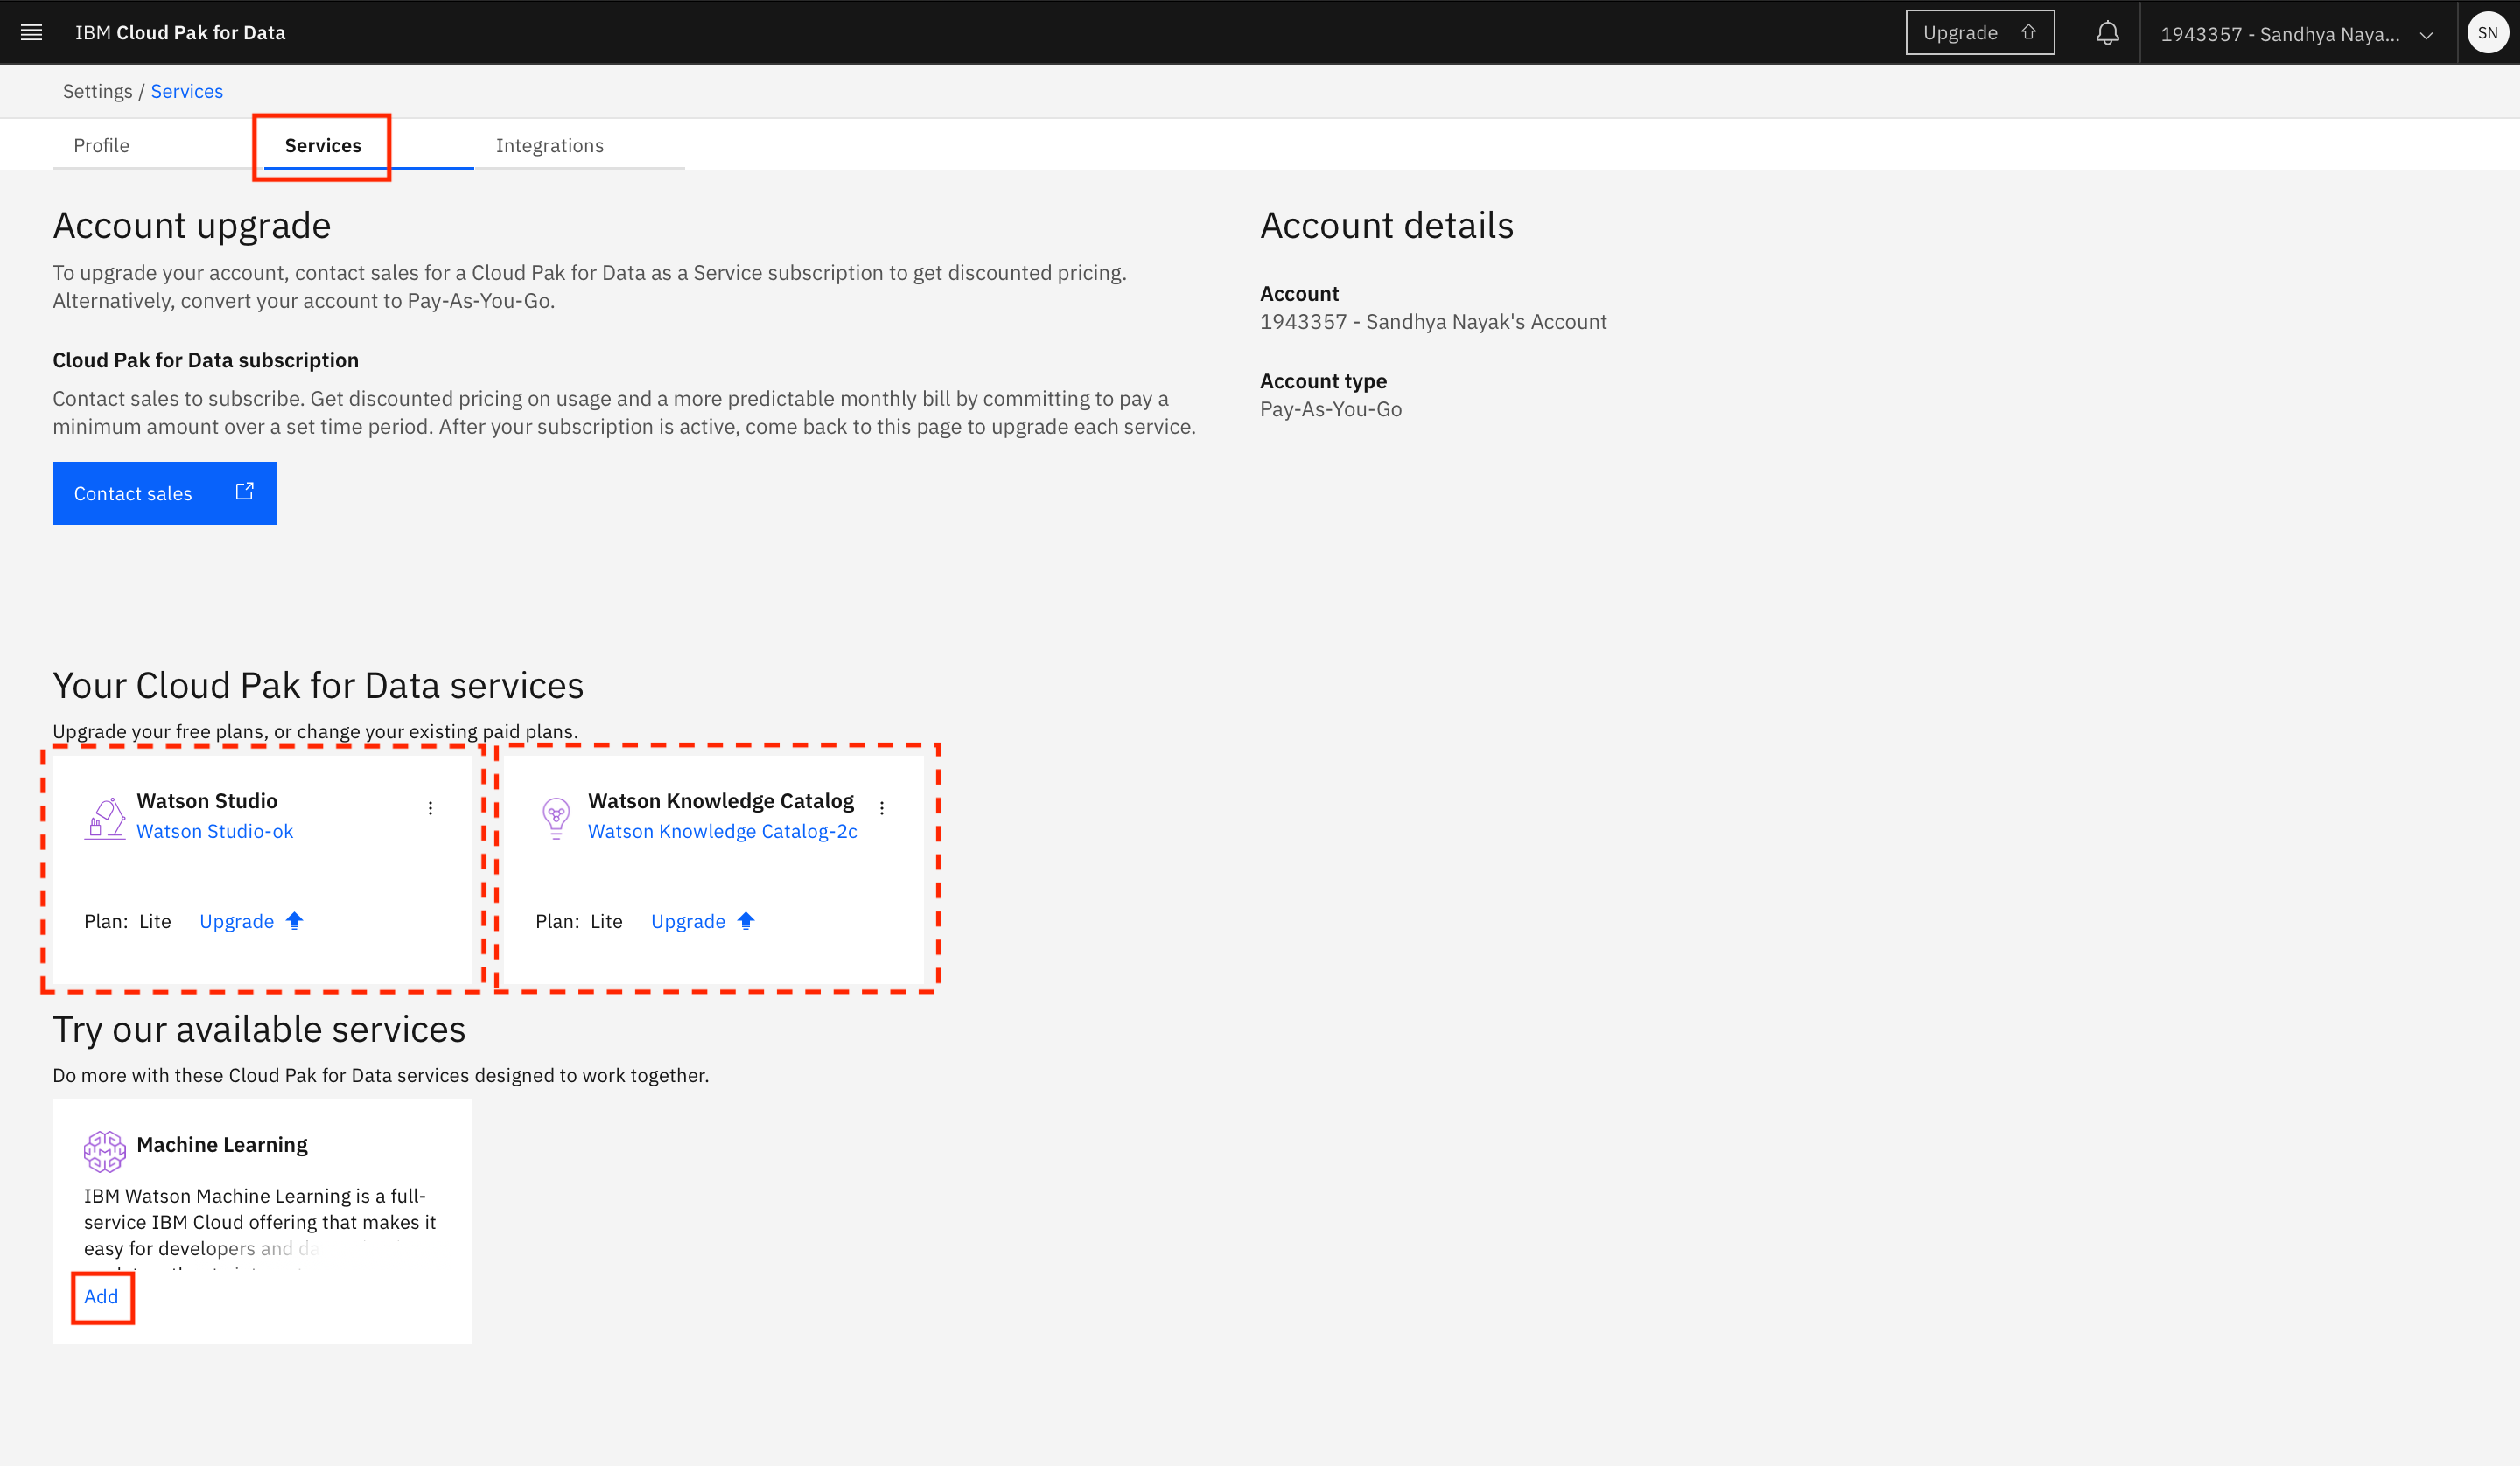 IBM Cloud Pak for Data
Upgrade
1943357 - Sandhya Naya...
SN
Settings / Services
Profile
Services
Integrations
Account upgrade
To upgrade your account, contact sales for a Cloud Pak for Data as a Service subscription to get discounted pricing.
Alternatively, convert your account to Pay-As-You-Go.
Cloud Pak for Data subscription
Contact sales to subscribe. Get discounted pricing on usage and a more predictable monthly bill by committing to pay a
minimum amount over a set time period. After your subscription is active, come back to this page to upgrade each service.
Contact sales
Account details
Account
1943357 - Sandhya Nayak's Account
Account type
Pay-As-You-Go
Your Cloud Pak for Data services
Upgrade your free plans, or change your existing paid plans.
Watson Studio
Watson Studio-ok
Plan: Lite Upgrade
Watson Knowledge Catalog
Watson Knowledge Catalog-2c
Plan: Lite Upgrade
Try our available services
Do more with these Cloud Pak for Data services designed to work together.
Machine Learning
IBM Watson Machine Learning is a full-
service IBM Cloud offering that makes it
easy for developers and da
Add